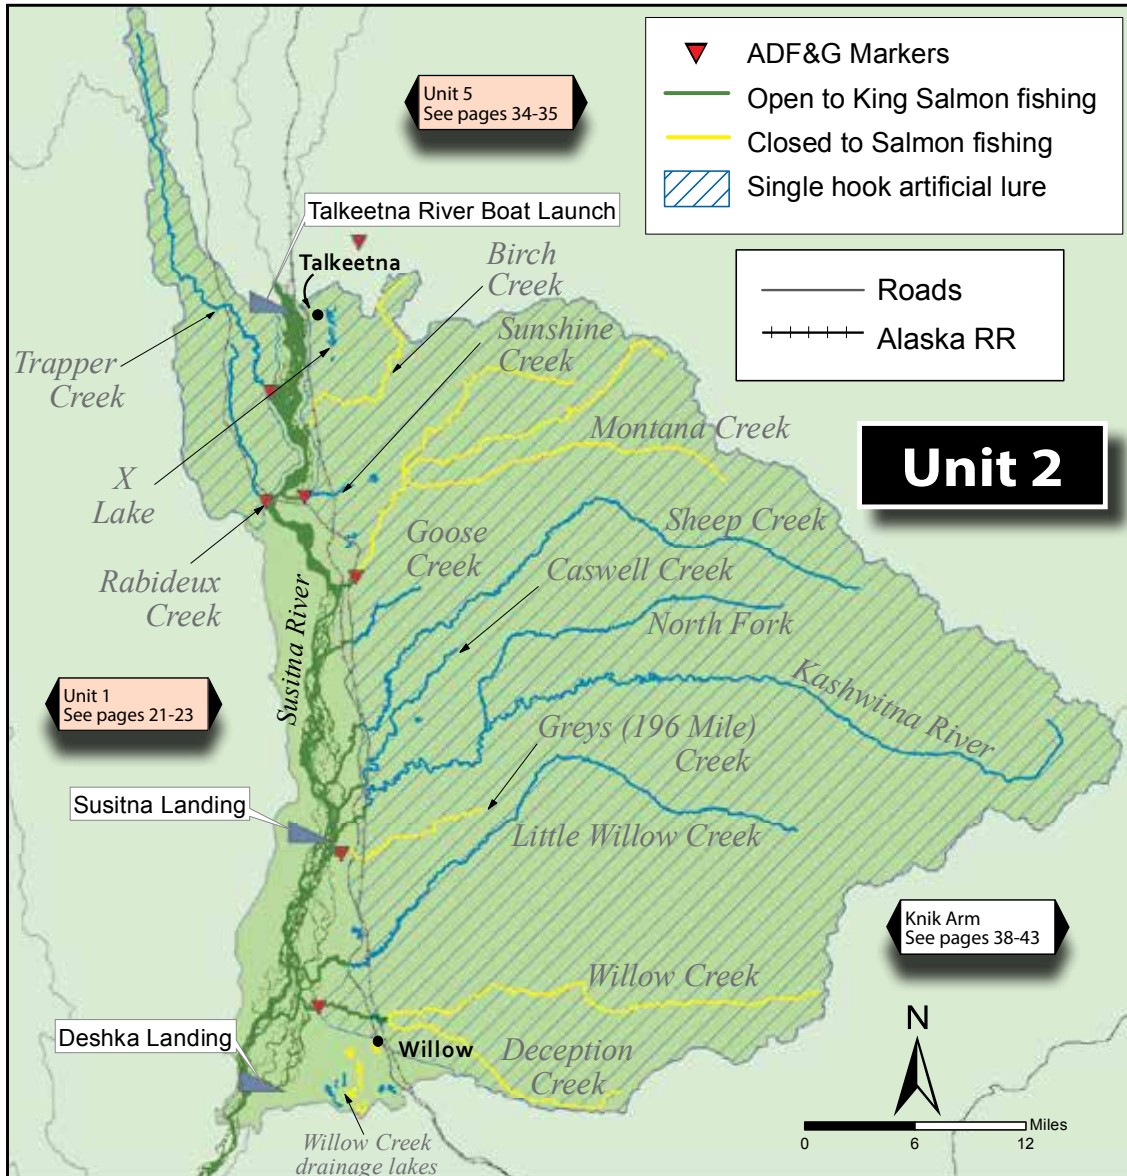 ADF&G Markers
Open to King Salmon fishing
Closed to Salmon fishing
Single hook artificial lure
Roads
Alaska RR
Unit 2
Unit 5
See pages 34-35
Talkeetna River Boat Launch
Talkeetna
Birch
Creek
Sunshine
Creek
Trapper
Creek
X
Lake
Montana Creek
Rabideux
Creek
Goose
Creek
Sheep Creek
Caswell Creek
North Fork
Susitna River
Kashwitna River
Unit 1
See pages 21-23
Greys (196 Mile)
Creek
Susitna Landing
Little Willow Creek
Knik Arm
See pages 38-43
Willow Creek
Deshka Landing
Willow
Deception
Creek
Willow Creek
drainage lakes
N
Miles
0
6
12